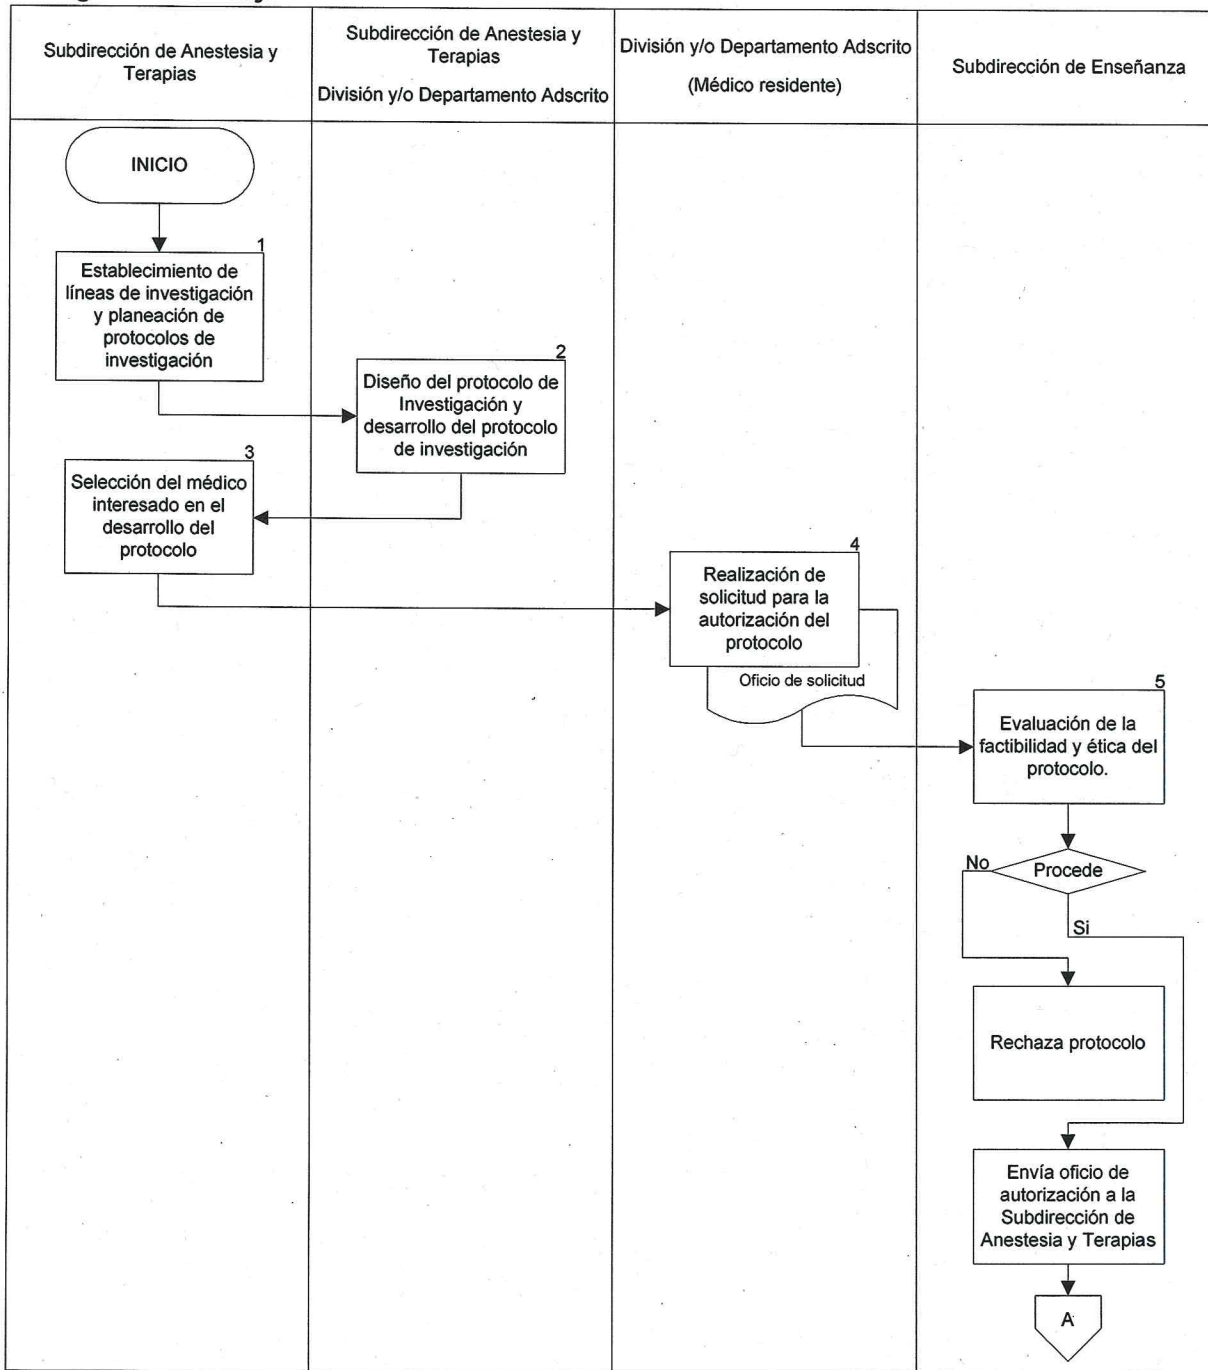 Subdirección de Anestesia y
Terapias
Subdirección de Anestesia y
Terapias
División y/o Departamento Adscrito
División y/o Departamento Adscrito
(Médico residente)
Subdirección de Enseñanza
INICIO
1
Establecimiento de
líneas de investigación
y planeación de
protocolos de
investigación
2
Diseño del protocolo de
Investigación y
desarrollo del protocolo
de investigación
3
Selección del médico
interesado en el
desarrollo del
protocolo
4
Realización de
solicitud para la
autorización del
protocolo
Oficio de solicitud
5
Evaluación de la
factibilidad y ética del
protocolo.
Procede
No
Si
Rechaza protocolo
Envía oficio de
autorización a la
Subdirección de
Anestesia y Terapias
A